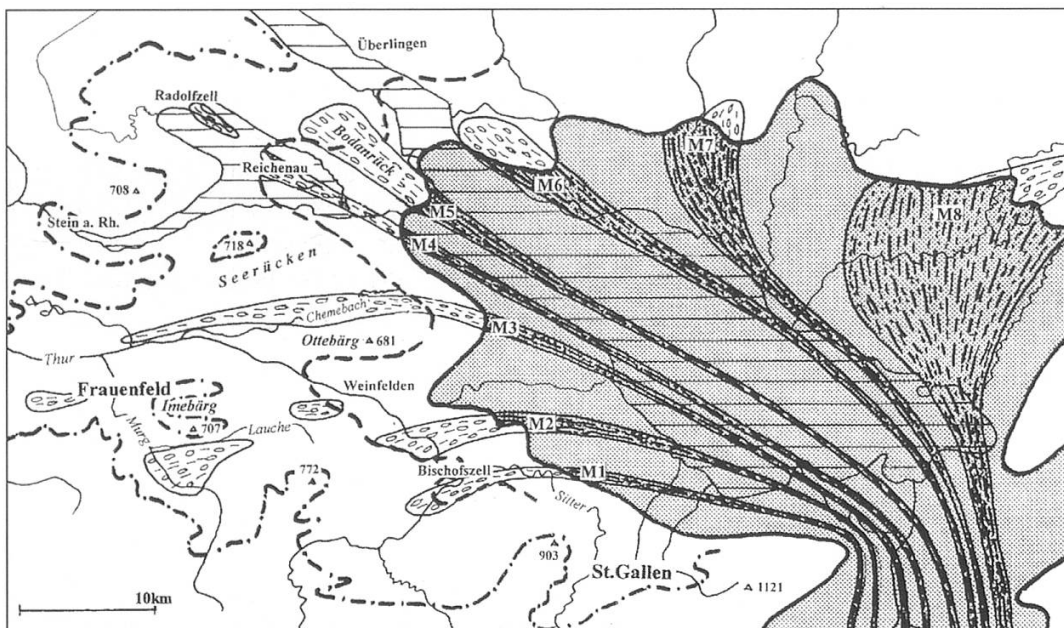 Überlingen
Radolfzell
Bodanrück
M7
Reichenau
M6
708
M8
M5
Stein a. Rh.
718
M4
Seerücken
Chemebach
M3
Ottebärg 681
Thur
Frauenfeld
Weinfelden
Imebärg
707
Murg
Lauche
M2
772
Bischofszell
M1
Sitter
903
St.Gallen
1121
10km